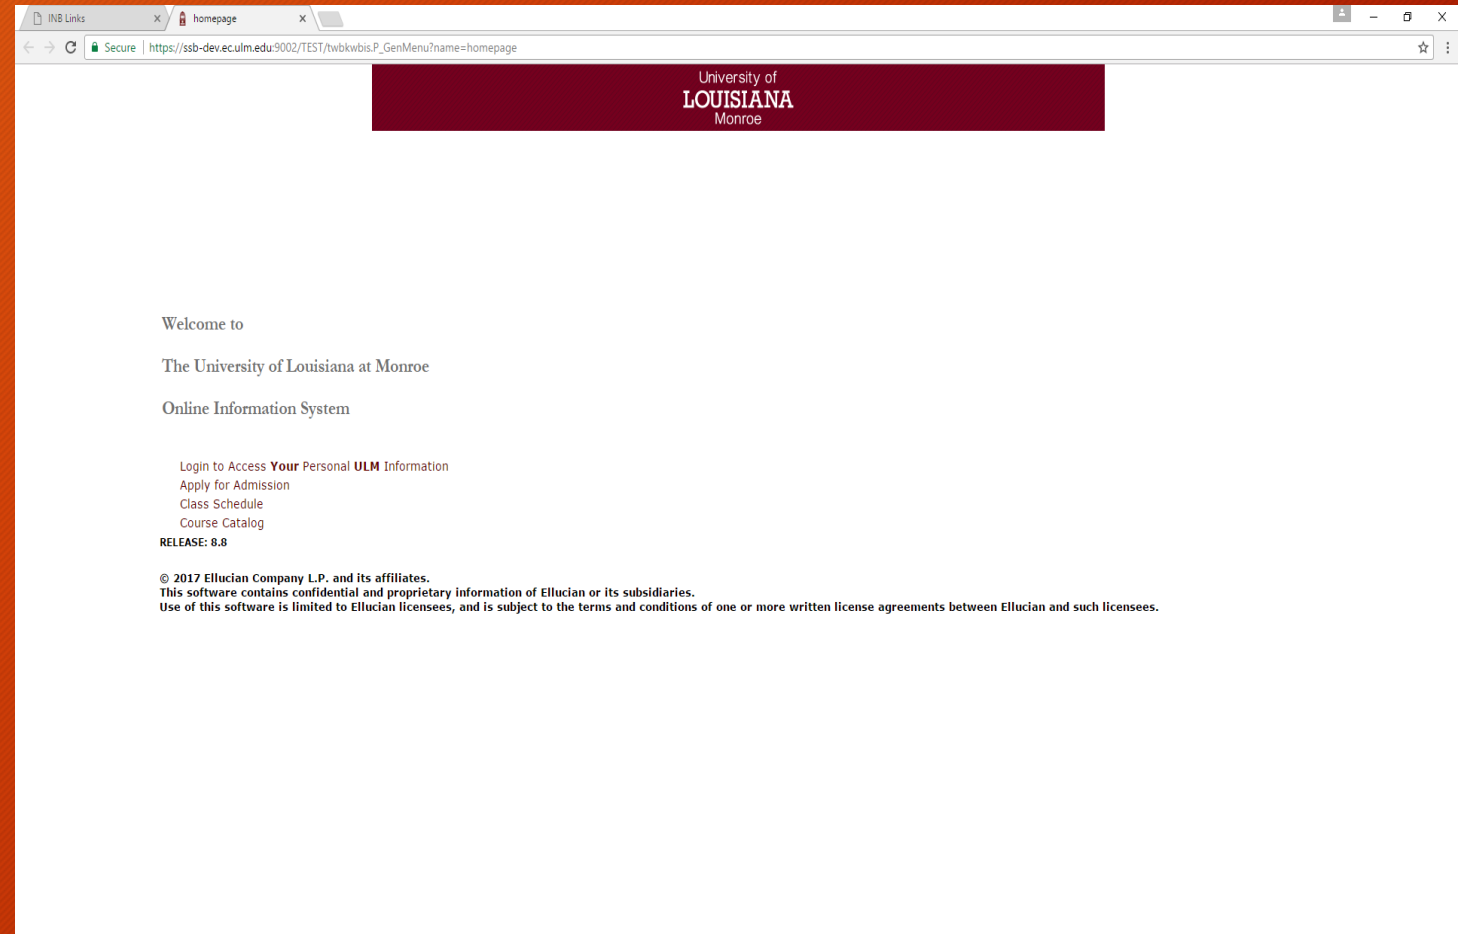 INB Links
homepage
Secure
https://ssb-dev.ec.ulm.edu:9002/TEST/twbkwbis.P_GenMenu?name=homepage
University of
LOUISIANA
Monroe
Welcome to
The University of Louisiana at Monroe
Online Information System
Login to Access Your Personal ULM Information
Apply for Admission
Class Schedule
Course Catalog
RELEASE: 8.8
© 2017 Ellucian Company L.P. and its affiliates.
This software contains confidential and proprietary information of Ellucian or its subsidiaries.
Use of this software is limited to Ellucian licensees, and is subject to the terms and conditions of one or more written license agreements between Ellucian and such licensees.